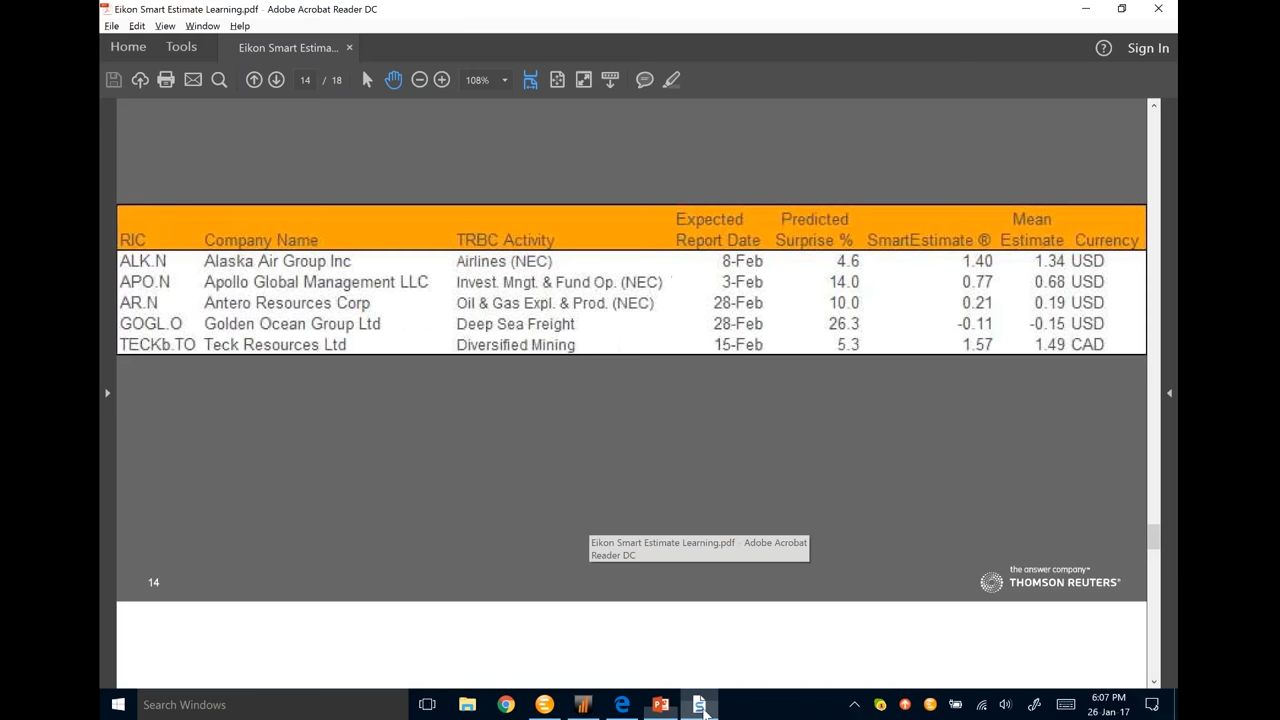 Eikon Smart Estimate Learning.pdf - Adobe Acrobat Reader DC
File Edit View Window Help
Home Tools Eikon Smart Estima... × Sign In
14 / 18 108%
Expected Predicted Mean
RIC Company Name TRBC Activity Report Date Surprise % SmartEstimate ® Estimate Currency
ALK.N Alaska Air Group Inc Airlines (NEC) 8-Feb 4.6 1.40 1.34 USD
APO.N Apollo Global Management LLC Invest. Mngt. & Fund Op. (NEC) 3-Feb 14.0 0.77 0.68 USD
AR.N Antero Resources Corp Oil & Gas Expl. & Prod. (NEC) 28-Feb 10.0 0.21 0.19 USD
GOGL.O Golden Ocean Group Ltd Deep Sea Freight 28-Feb 26.3 -0.11 -0.15 USD
TECKb.TO Teck Resources Ltd Diversified Mining 15-Feb 5.3 1.57 1.49 CAD
Eikon Smart Estimate Learning.pdf - Adobe Acrobat
Reader DC
14
the answer company™
THOMSON REUTERS®
Search Windows
6:07 PM
26 Jan 17